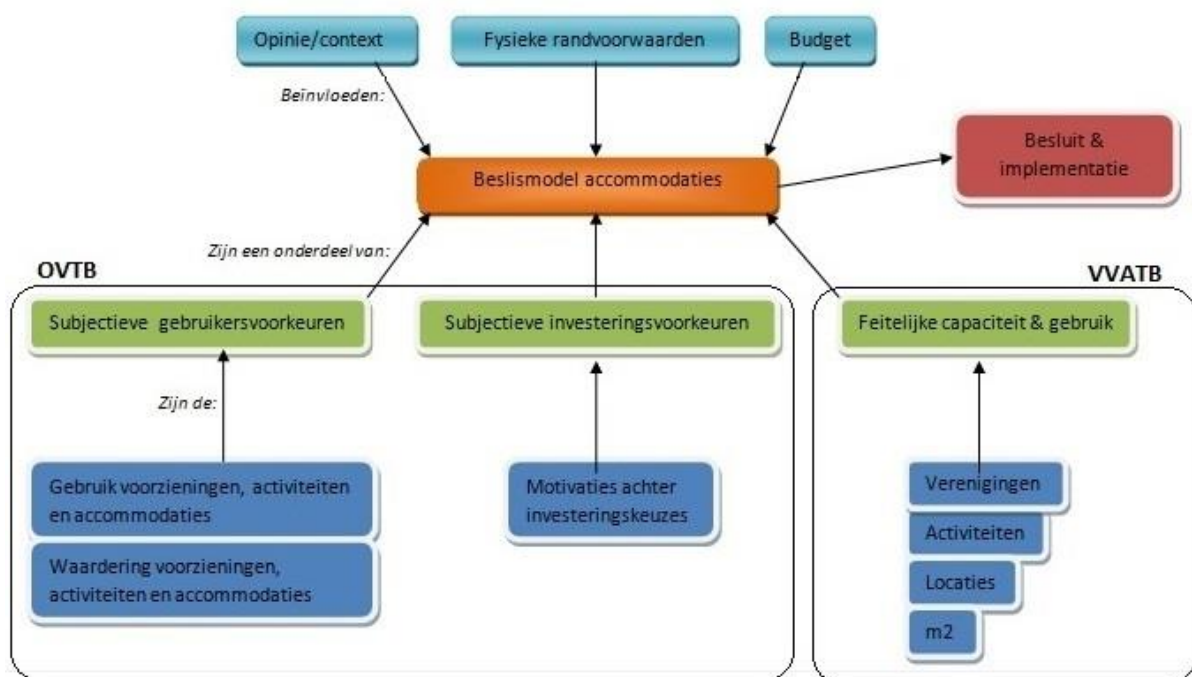 Opinie/context
Fysieke randvoorwaarden
Budget
Beïnvloeden:
Besluit &
implementatie
Beslismodel accommodaties
Zijn een onderdeel van:
OVTB
VVATB
Subjectieve gebruikersvoorkeuren
Subjectieve investeringsvoorkeuren
Feitelijke capaciteit & gebruik
Zijn de:
Gebruik voorzieningen, activiteiten
en accommodaties
Waardering voorzieningen,
activiteiten en accommodaties
Motivaties achter
investeringskeuzes
Verenigingen
Activiteiten
Locaties
m2